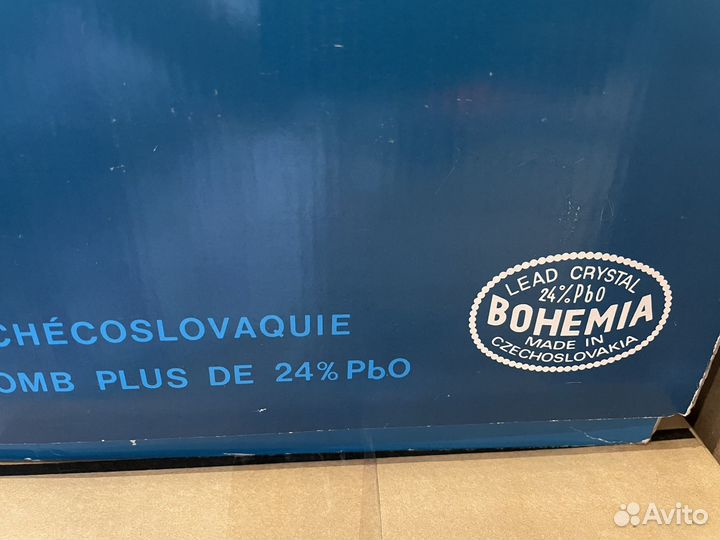 LEAD CRYSTAL
24% PbO
BOHEMIA
MADE IN
CZECHOSLOVAKIA
CHÉCOSLOVAQUIE
OMB PLUS DE 24% PbO
Avito